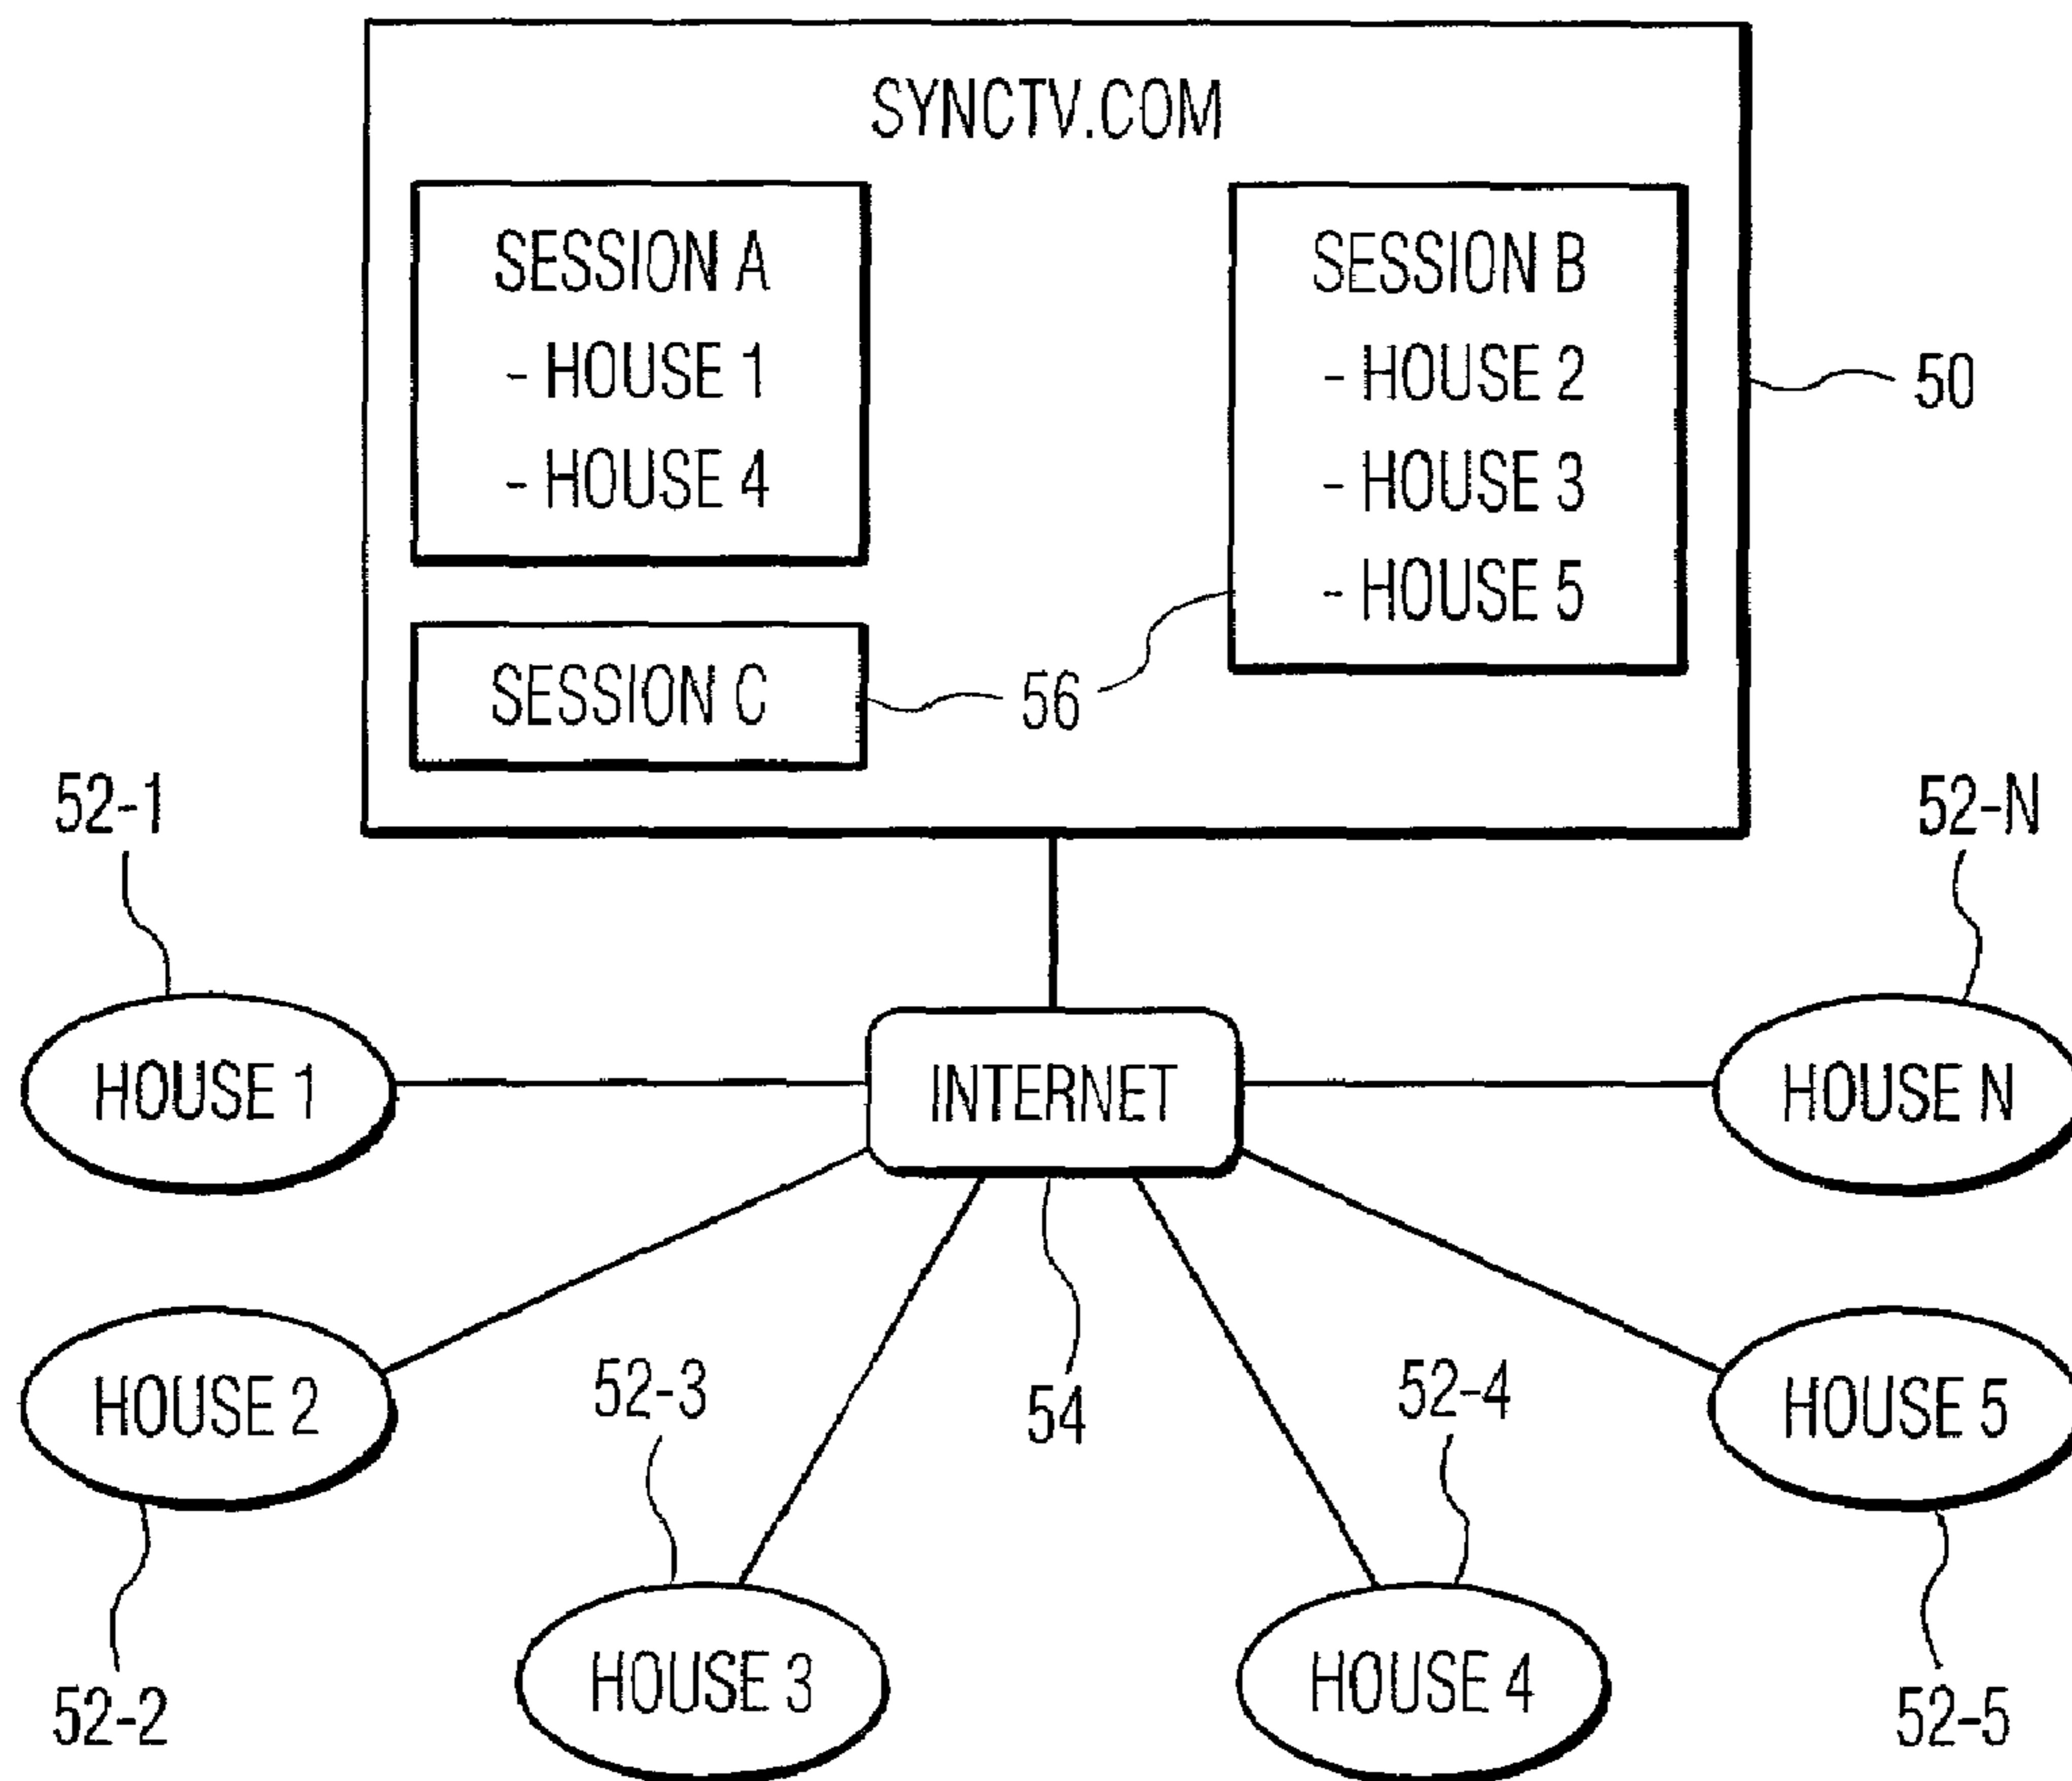 SYNCTV.COM
SESSION A
- HOUSE 1
- HOUSE 4
SESSION B
- HOUSE 2
- HOUSE 3
- HOUSE 5
50
SESSION C
56
52-1
52-N
HOUSE 1
INTERNET
HOUSE N
HOUSE 2
52-3
54
52-4
HOUSE 5
52-2
HOUSE 3
HOUSE 4
52-5